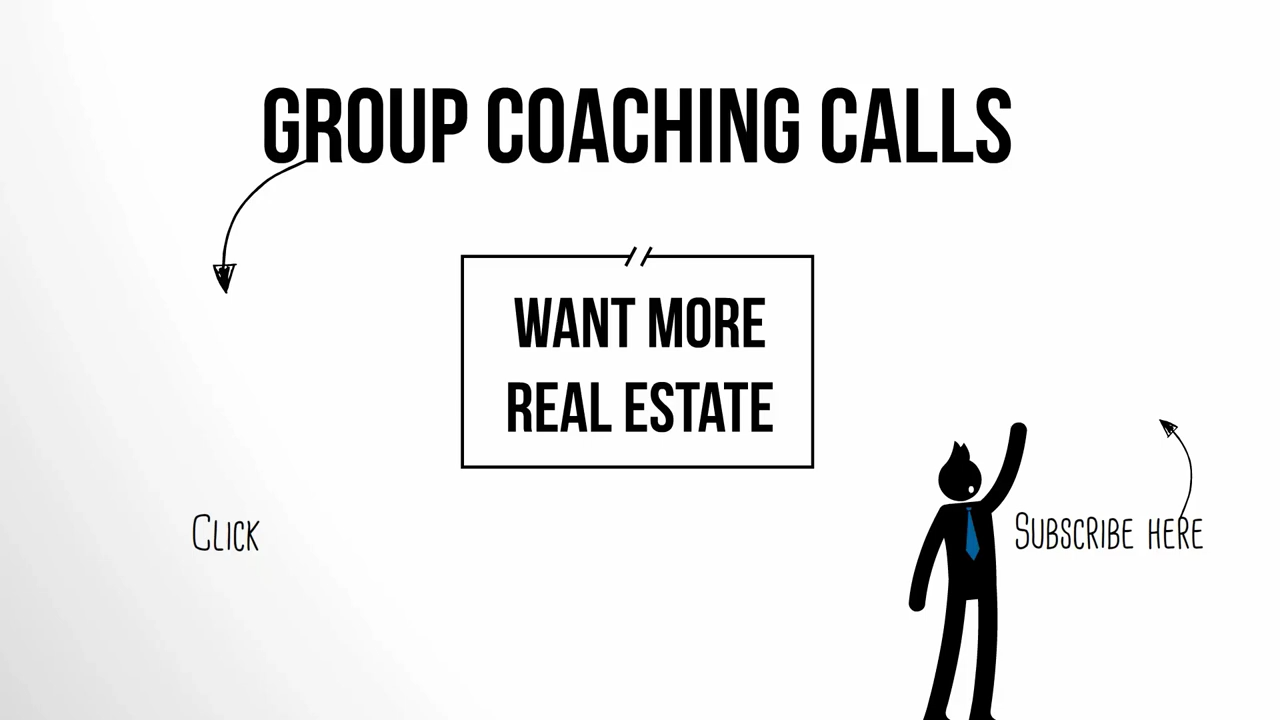 GROUP COACHING CALLS
WANT MORE
REAL ESTATE
Click
Subscribe here